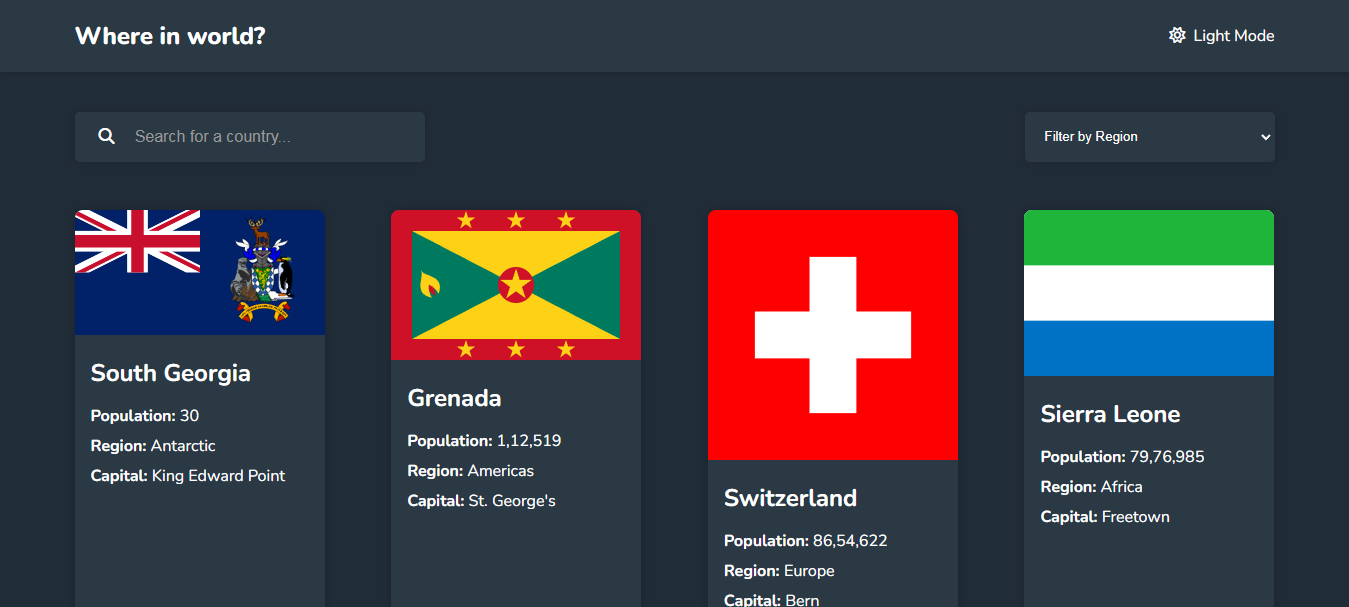 Where in world?
Light Mode
Search for a country...
Filter by Region
South Georgia
Population: 30
Region: Antarctic
Capital: King Edward Point
Grenada
Population: 1,12,519
Region: Americas
Capital: St. George's
Switzerland
Population: 86,54,622
Region: Europe
Capital: Bern
Sierra Leone
Population: 79,76,985
Region: Africa
Capital: Freetown